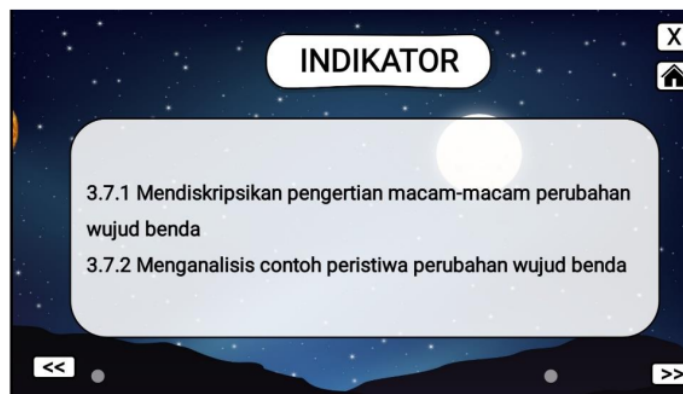 INDIKATOR
X
3.7.1 Mendiskripsikan pengertian macam-macam perubahan
wujud benda
3.7.2 Menganalisis contoh peristiwa perubahan wujud benda
<<
>>